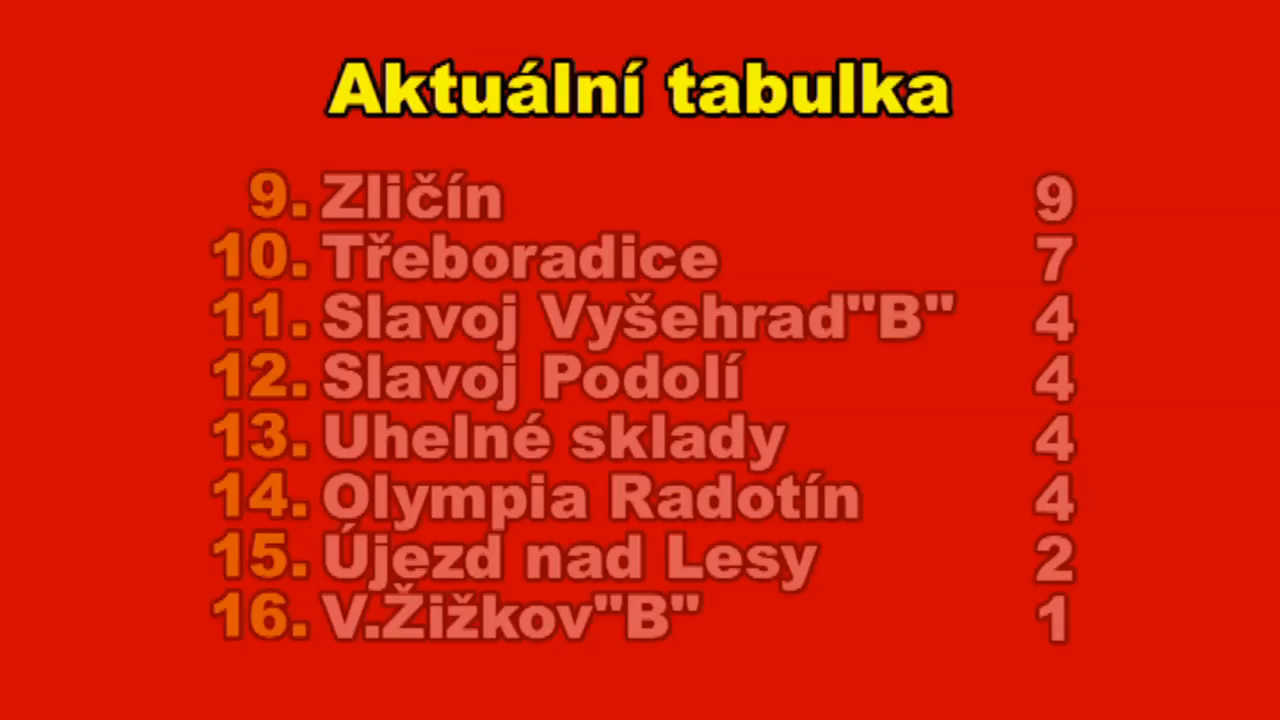 Aktuální tabulka
9. Zličín 9
10. Třeboradice 7
11. Slavoj Vyšehrad"B" 4
12. Slavoj Podolí 4
13. Uhelné sklady 4
14. Olympia Radotín 4
15. Újezd nad Lesy 2
16. V.Žižkov"B" 1